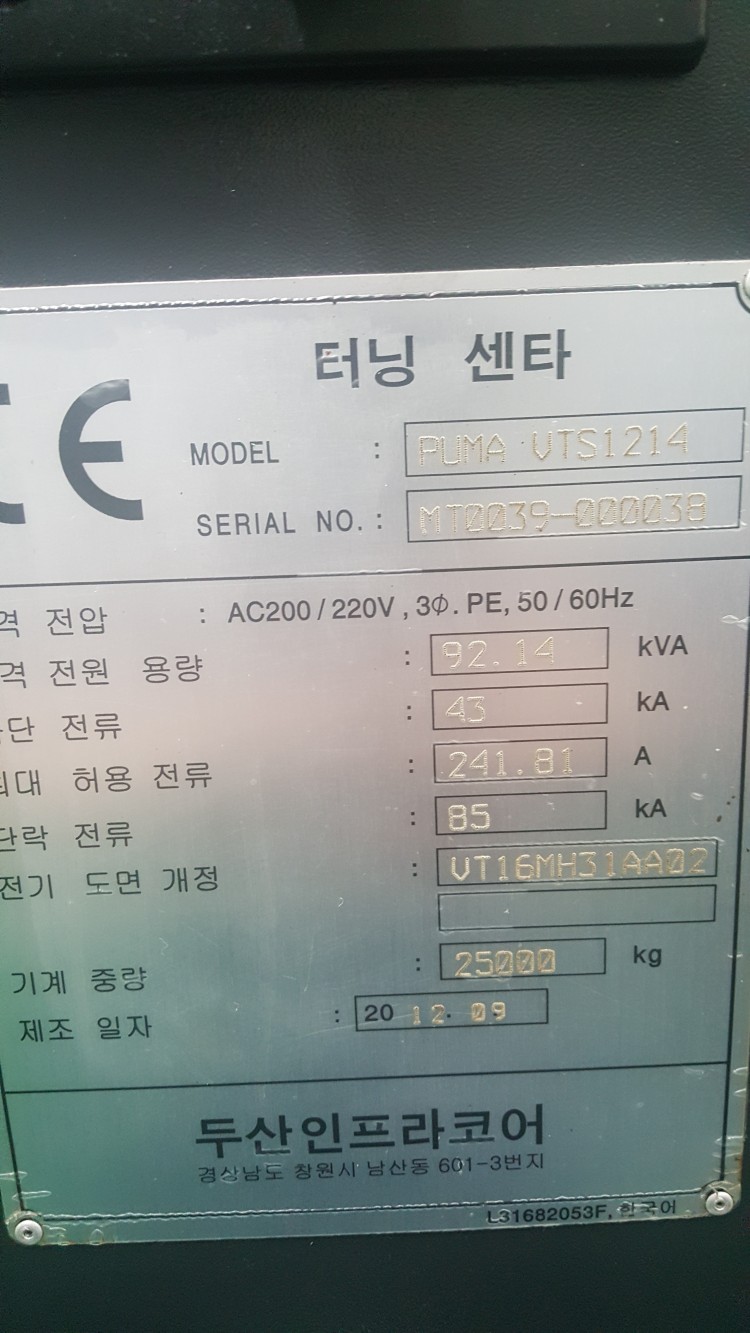 터닝 센타
CE
MODEL : PUMA VTS1214
SERIAL NO. : MT0039-000038
격 전압 : AC200/220V, 3Φ. PE, 50/60Hz
격 전원 용량 : 92.14 kVA
단 전류 : 43 kA
대 허용 전류 : 241.81 A
단락 전류 : 85 kA
전기 도면 개정 : VT16MH31AA02
기계 중량 : 25000 kg
제조 일자 : 20 12. 09
두산인프라코어
경상남도 창원시 남산동 601-3번지
L31682053F, 한국어